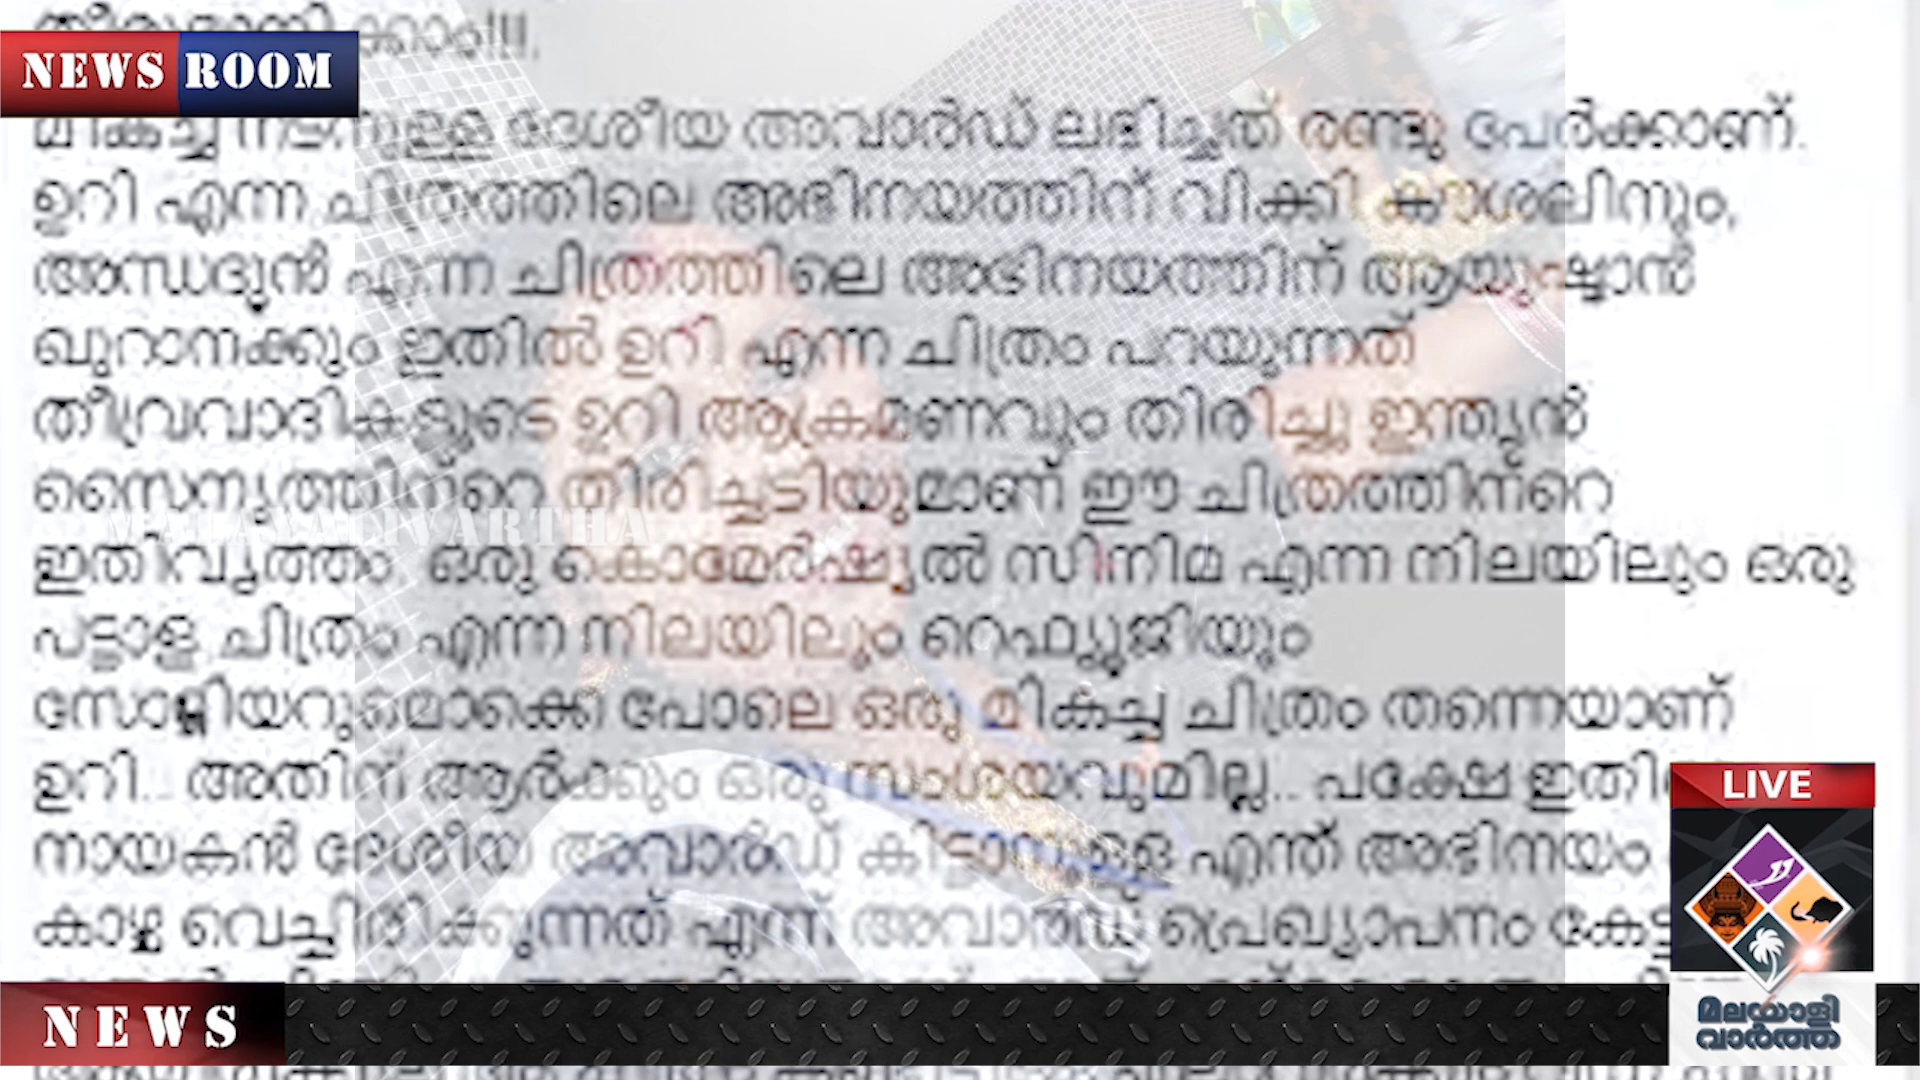 NEWS ROOM
മികച്ച നടനുള്ള ദേശീയ അവാർഡ് ലഭിച്ചത് രണ്ടു പേർക്കാണ്.
ഉറി എന്ന ചിത്രത്തിലെ അഭിനയത്തിന് വിക്കി കൗശലിനും,
അന്ധദൂൻ എന്ന ചിത്രത്തിലെ അഭിനയത്തിന് ആയുഷ്മാൻ
ഖുറാനക്കും ഇതിൽ ഉറി എന്ന ചിത്രം പറയുന്നത്
തീവ്രവാദികളുടെ ഉറി ആക്രമണവും തിരിച്ചു ഇന്ത്യൻ
സൈന്യത്തിന്റെ തിരിച്ചടിയുമാണ് ഈ ചിത്രത്തിന്റെ
MALAYALIVARTHA
ഇതിവൃത്തം ഒരു കൊമേർഷ്യൽ സിനിമ എന്ന നിലയിലും ഒരു
പട്ടാള ചിത്രം എന്ന നിലയിലും റെഫ്യൂജിയും
സോള്ജിയറുമൊക്കെ പോലെ ഒരു മികച്ച ചിത്രം തന്നെയാണ്
ഉറി... അതിന് ആർക്കും ഒരു സംശയവുമില്ല... പക്ഷേ
LIVE
നായകൻ ദേശീയ അവാർഡ് കിട്ടാനുള്ള എന്ത് അഭിനയം
കാഴ്ച വെച്ചിരിക്കുന്നത് എന്ന് അവാർഡ് പ്രെഖ്യാപനം
NEWS
മലയാളി
വാർത്ത